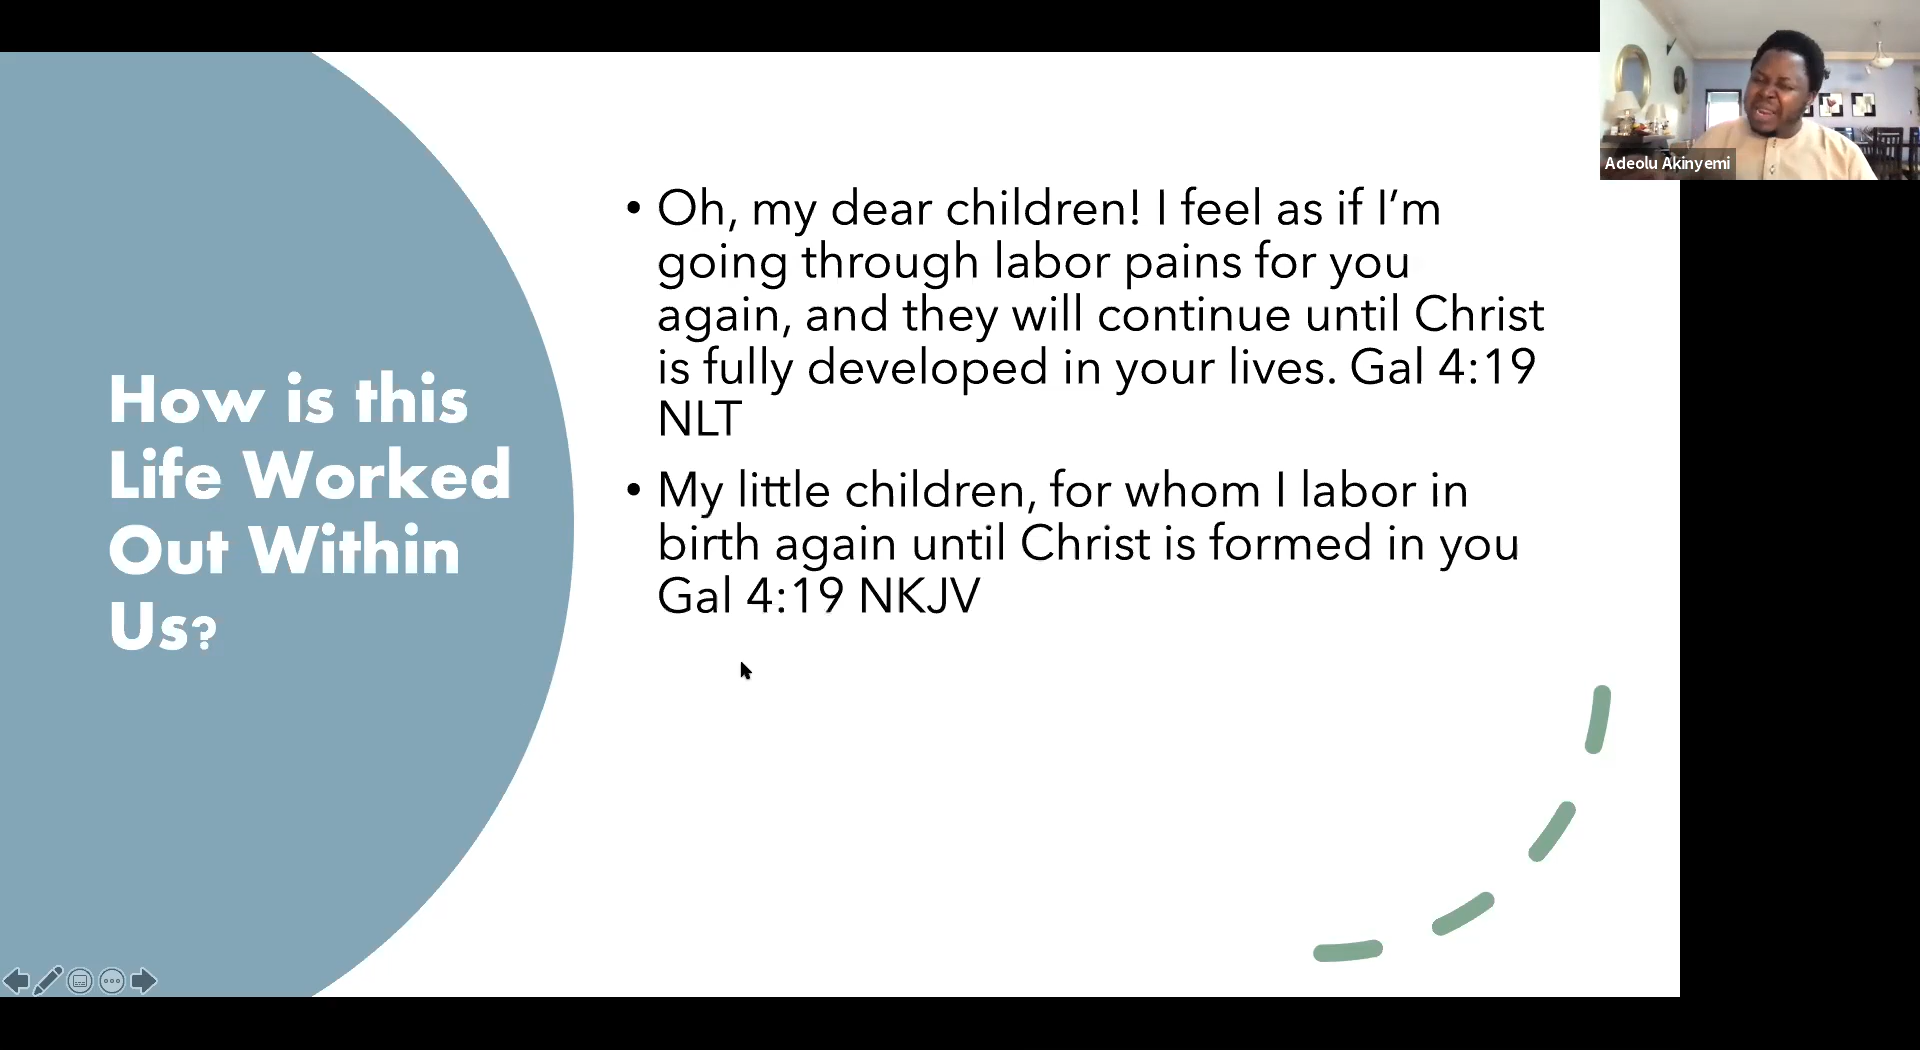 Adeolu Akinyemi
How is this
Life Worked
Out Within
Us?
• Oh, my dear children! I feel as if I’m
going through labor pains for you
again, and they will continue until Christ
is fully developed in your lives. Gal 4:19
NLT
• My little children, for whom I labor in
birth again until Christ is formed in you
Gal 4:19 NKJV